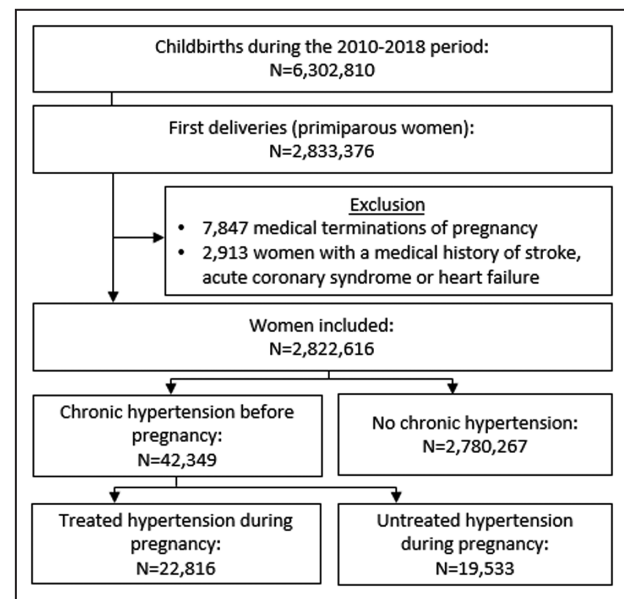 Childbirths during the 2010-2018 period:
N=6,302,810
First deliveries (primiparous women):
N=2,833,376
Exclusion
• 7,847 medical terminations of pregnancy
• 2,913 women with a medical history of stroke,
acute coronary syndrome or heart failure
Women included:
N=2,822,616
Chronic hypertension before
pregnancy:
N=42,349
No chronic hypertension:
N=2,780,267
Treated hypertension during
pregnancy:
N=22,816
Untreated hypertension
during pregnancy:
N=19,533